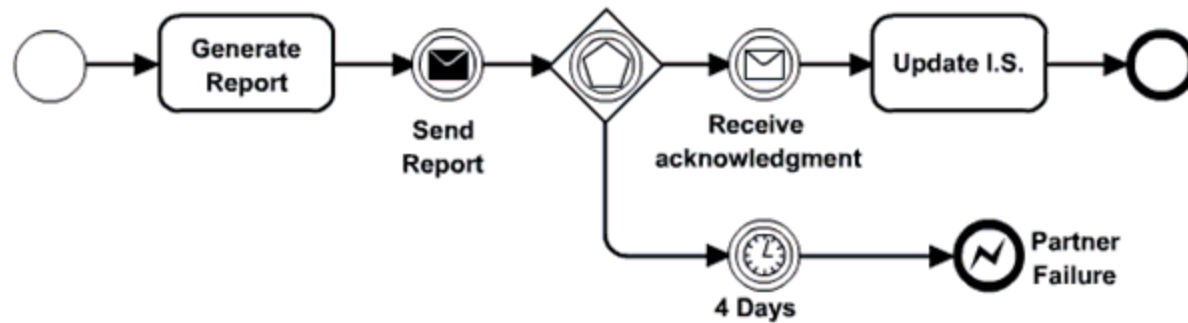 Generate
Report
Send
Report
Receive
acknowledgment
Update I.S.
4 Days
Partner
Failure